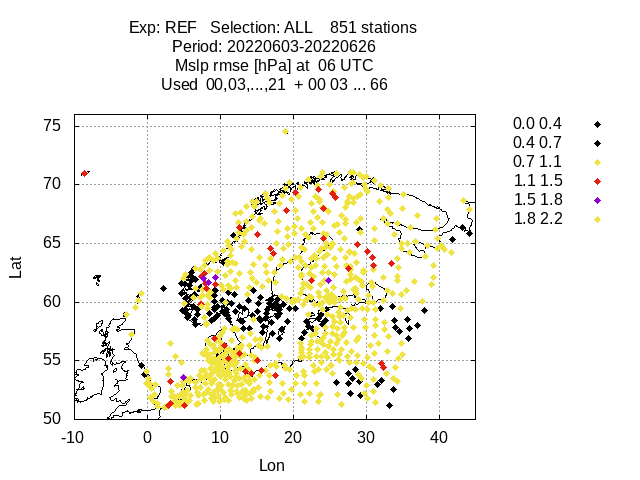 Exp: REF   Selection: ALL    851 stations
Period: 20220603-20220626
Mslp rmse [hPa] at  06 UTC
Used  00,03,...,21  + 00 03 ... 66
75
70
65
60
55
50
Lat
-10 0 10 20 30 40
Lon
0.0 0.4
0.4 0.7
0.7 1.1
1.1 1.5
1.5 1.8
1.8 2.2